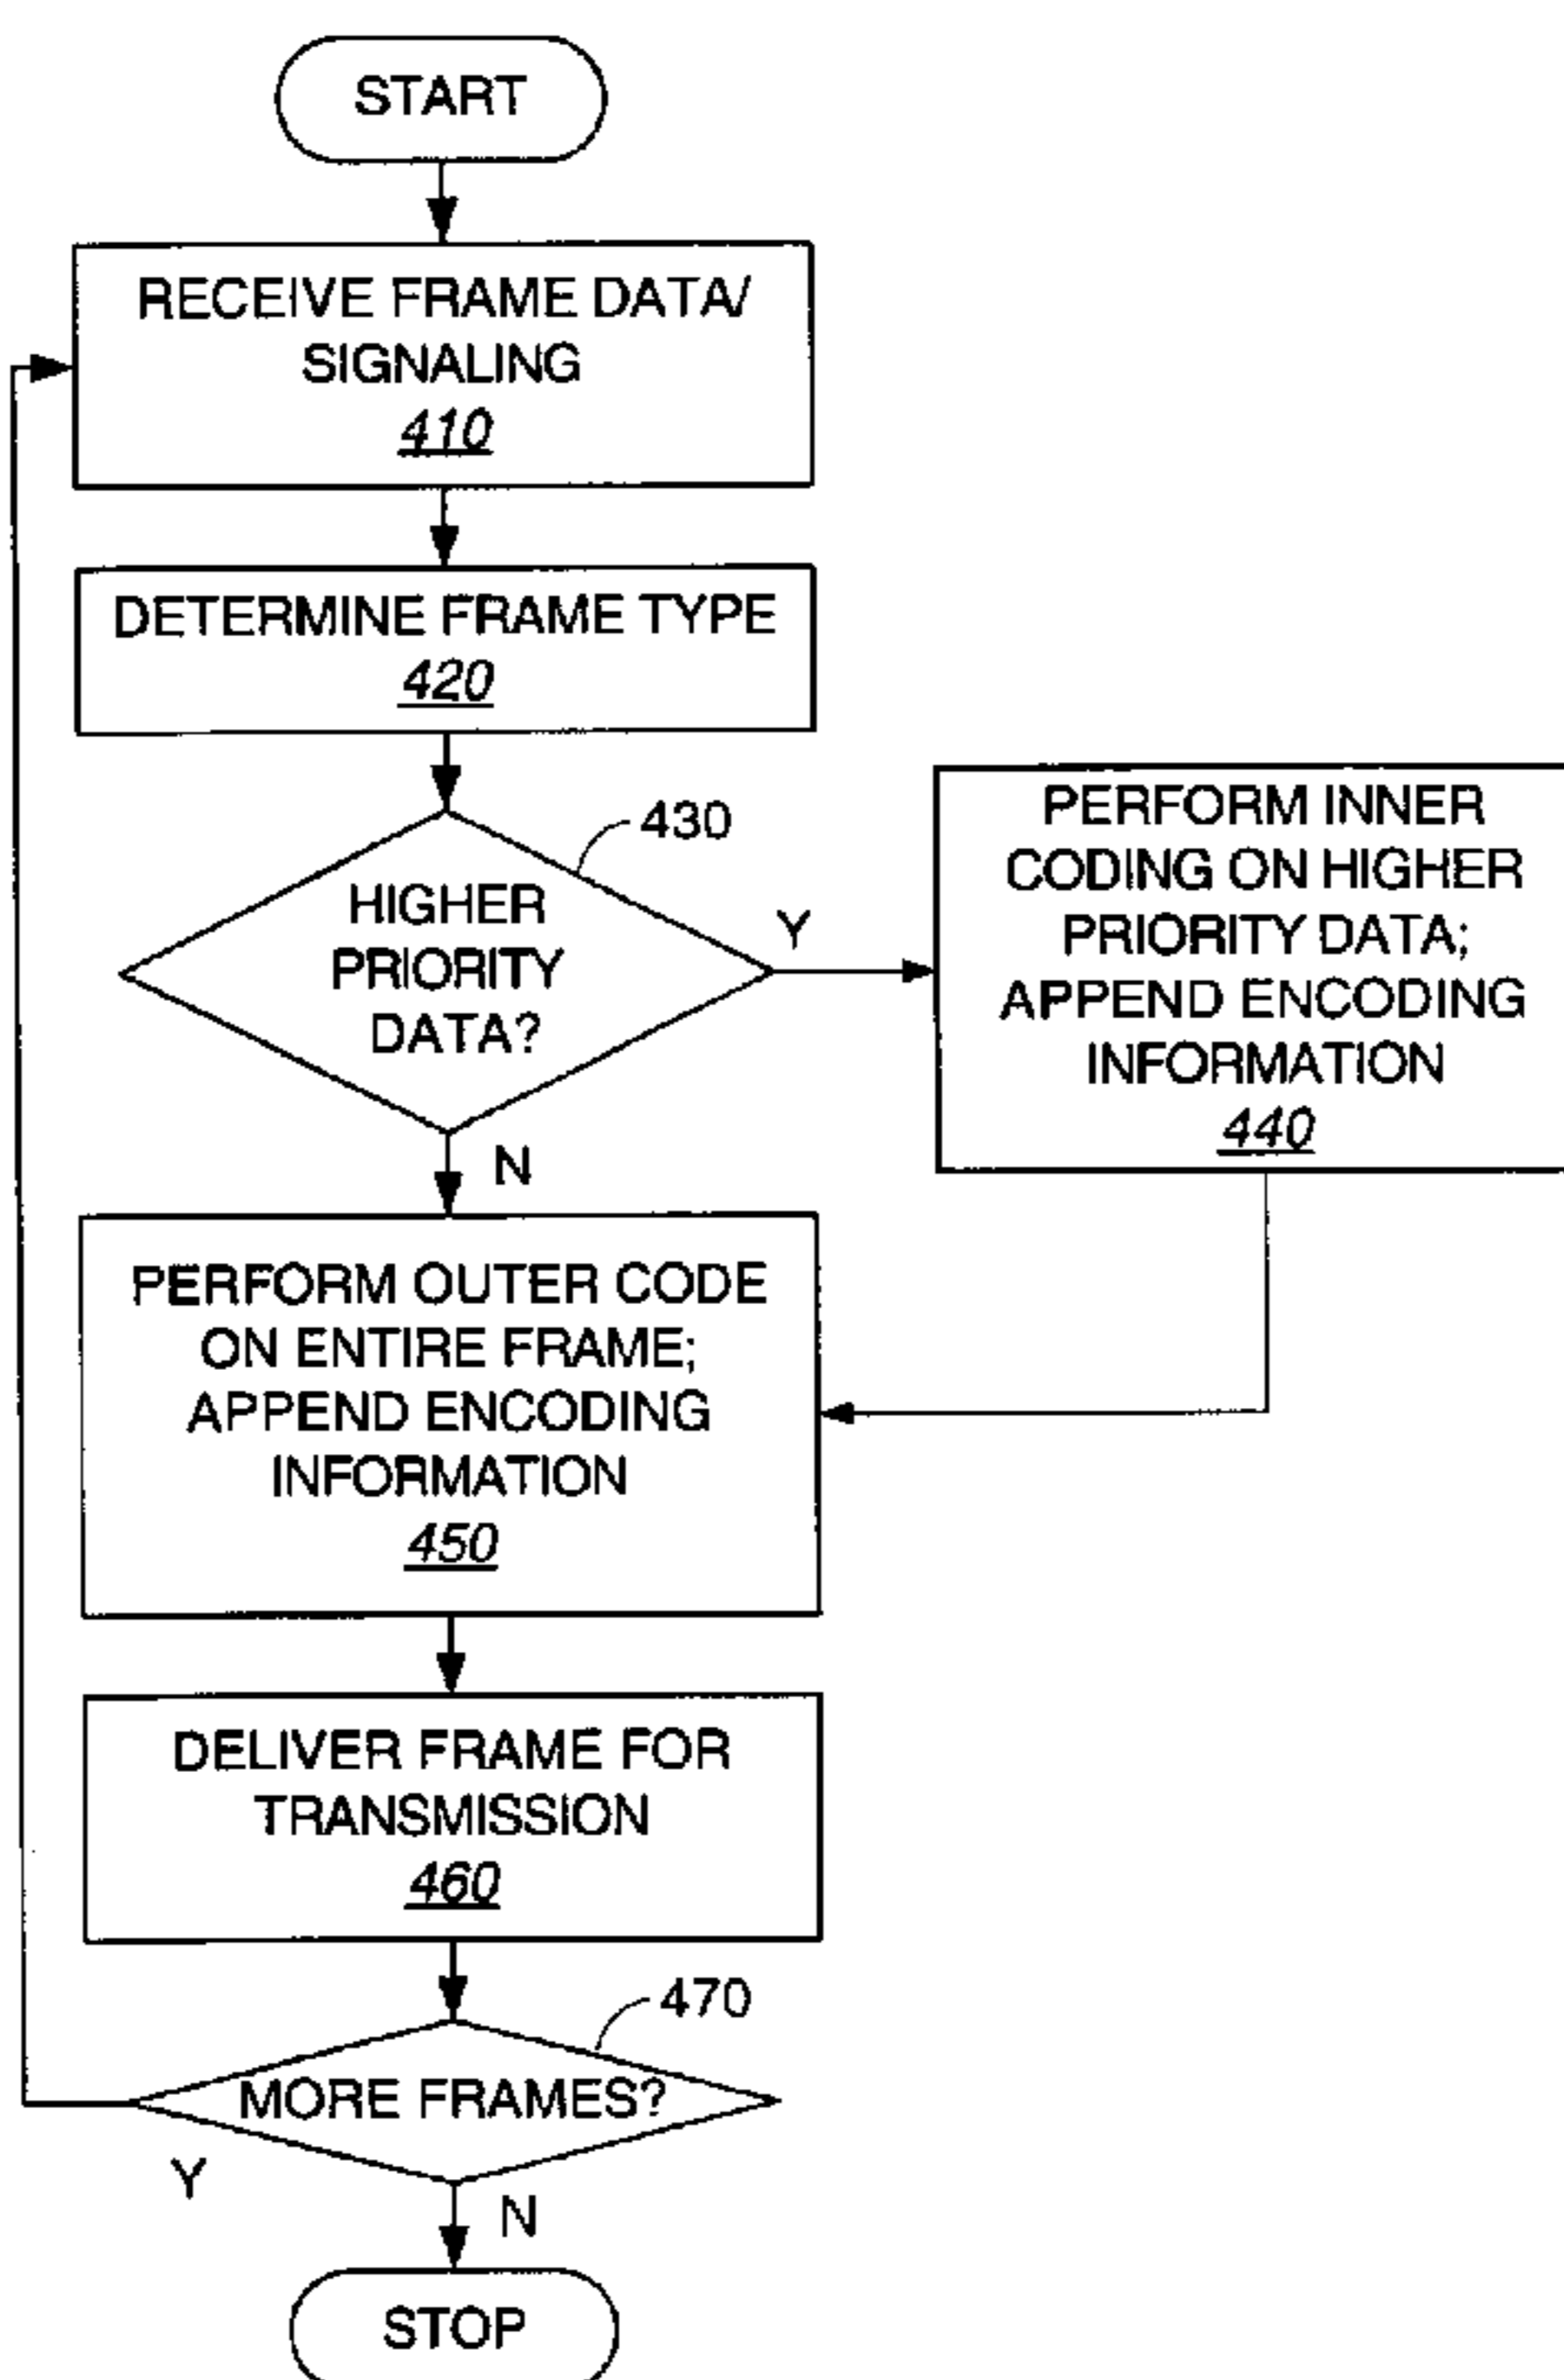 START
RECEIVE FRAME DATA/
SIGNALING
410
DETERMINE FRAME TYPE
420
430
HIGHER
PRIORITY
DATA?
Y
N
PERFORM INNER
CODING ON HIGHER
PRIORITY DATA;
APPEND ENCODING
INFORMATION
440
PERFORM OUTER CODE
ON ENTIRE FRAME;
APPEND ENCODING
INFORMATION
450
DELIVER FRAME FOR
TRANSMISSION
460
470
MORE FRAMES?
Y
N
STOP